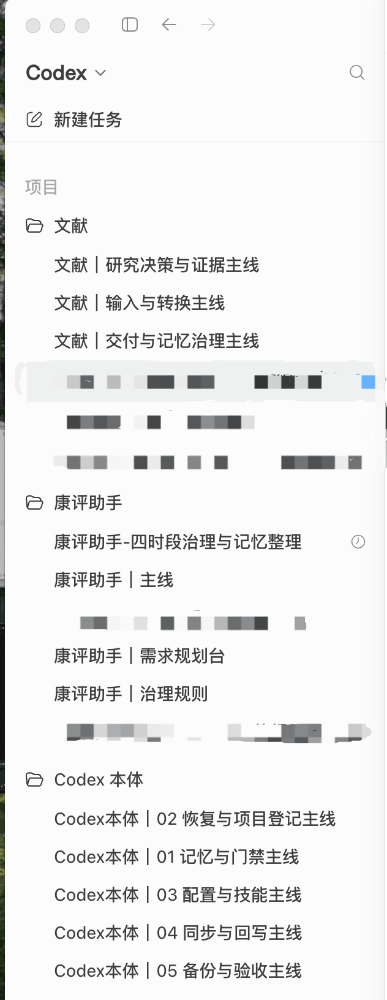 Codex
新建任务
项目
文献
文献｜研究决策与证据主线
文献｜输入与转换主线
文献｜交付与记忆治理主线
康评助手
康评助手-四时段治理与记忆整理
康评助手｜主线
康评助手｜需求规划台
康评助手｜治理规则
Codex 本体
Codex本体｜02 恢复与项目登记主线
Codex本体｜01 记忆与门禁主线
Codex本体｜03 配置与技能主线
Codex本体｜04 同步与回写主线
Codex本体｜05 备份与验收主线